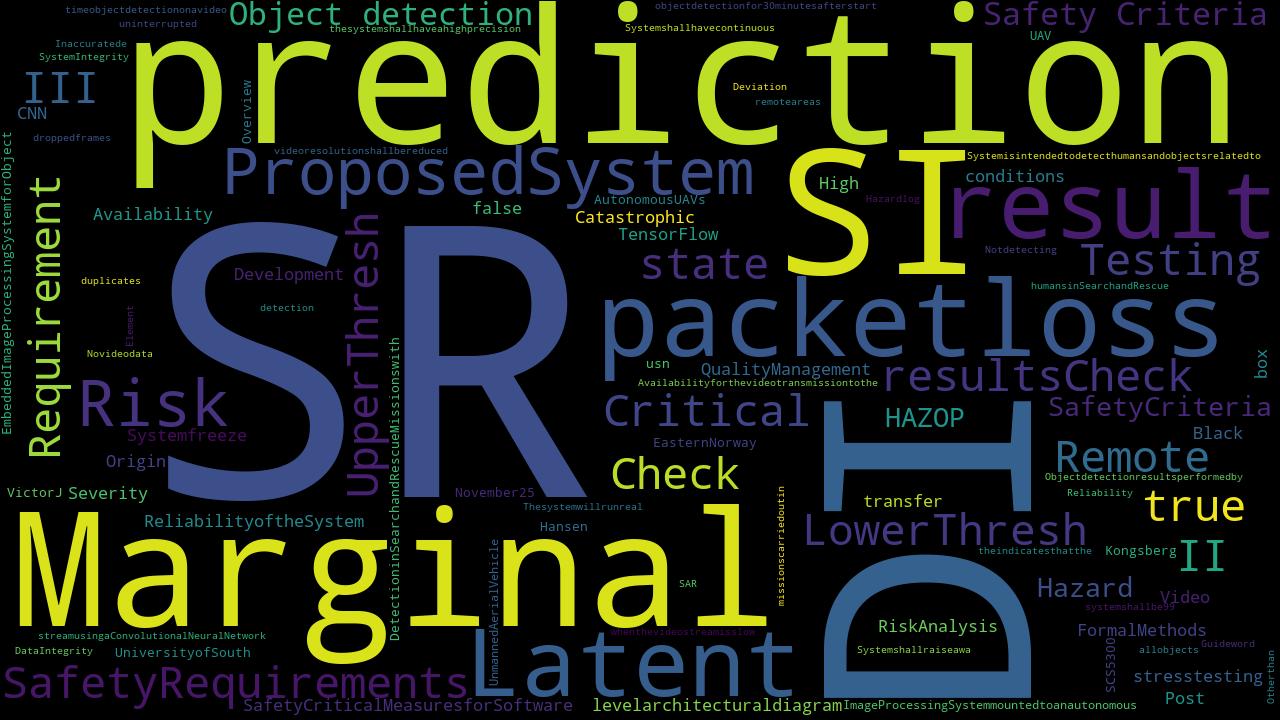 timeobjectdetectiononavideo
uninterrupted
Object detection
thesystemshallhaveahighprecision
objectdetectionfor30minutesafterstart
Systemshallhavecontinuous
Safety Criteria
UAV
Inaccuratede
SystemIntegrity
III
CNN
droppedframes
prediction
Overview
Deviation
remoteareas
videoresolutionshallbereduced
ProposedSystem
SI
Systemisintendedtodetecthumansandobjectsrelatedto
conditions
High
Hazardlog
result
EmbeddedImageProcessingSystemforObject
Requirement
Availability
false
AutonomousUAVs
Catastrophic
TensorFlow
state
Notdetecting
Testing
humansinSearchandRescue
Development
duplicates
detection
Element
Novideodata
SR
UpperThresh
DetectioninSearchandRescueMissionswith
packetloss
usn
QualityManagement
Availabilityforthevideotransmissiontothe
resultsCheck
box
Risk
Systemfreeze
Origin
Critical
HAZOP
SafetyCriteria
Black
EasternNorway
Remote
Check
Objectdetectionresultsperformedby
Reliability
VictorJ
Severity
November25
transfer
true
ReliabilityoftheSystem
Thesystemwillrunreal
Hansen
missionscarriedoutin
LowerThresh
theindicatesthatthe
Kongsberg
II
Marginal
UnmannedAerialVehicle
SAR
ID
Hazard
Video
systemshallbe99
RiskAnalysis
FormalMethods
whenthevideostreamislow
streamusingaConvolutionalNeuralNetwork
DataIntegrity
UniversityofSouth
Systemshallraiseawa
SCS5300
allobjects
Guideword
Latent
SafetyRequirements
stresstesting
Otherthan
Post
SafetyCriticalMeasuresforSoftware
levelarchitecturaldiagram
ImageProcessingSystemmountedtoanautonomous